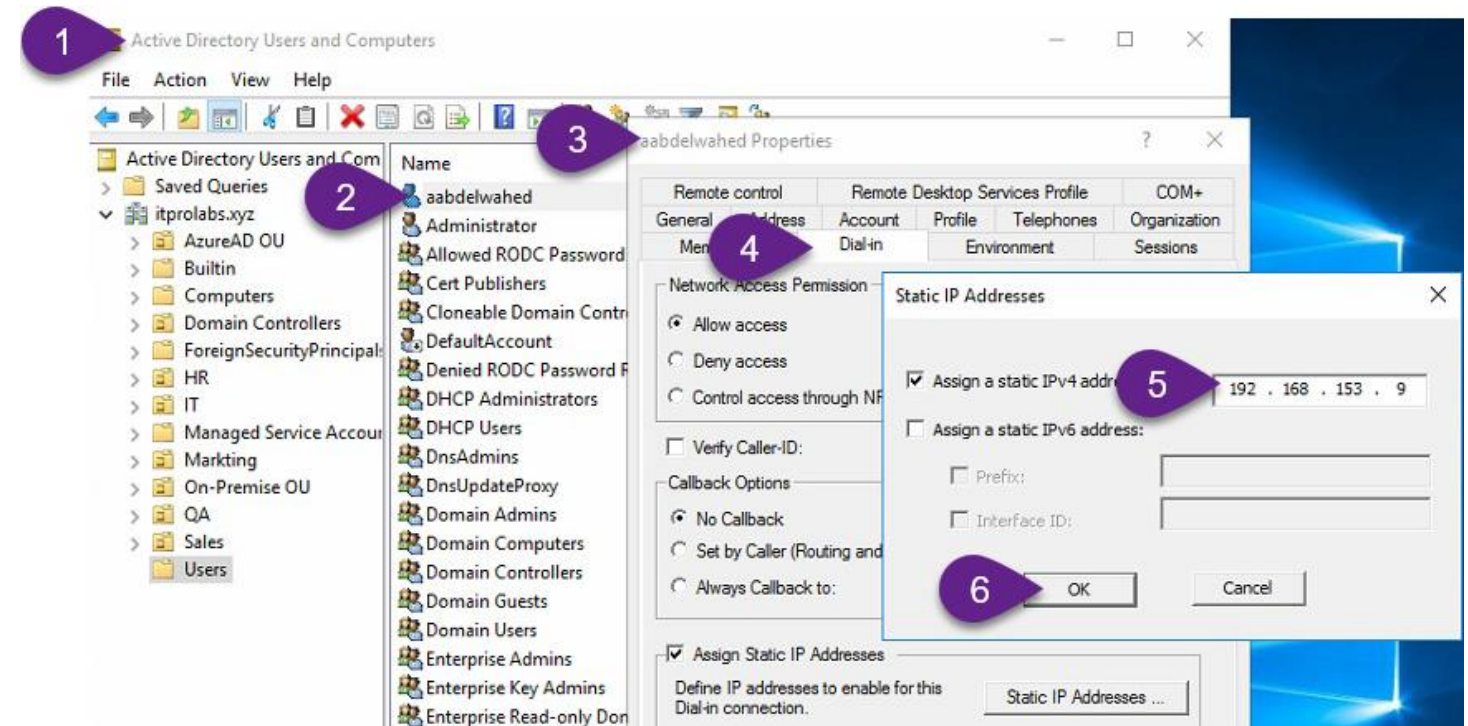 1
Active Directory Users and Computers
File Action View Help
Active Directory Users and Com
Saved Queries
itprolabs.xyz
AzureAD OU
Builtin
Computers
Domain Controllers
ForeignSecurityPrincipals
HR
IT
Managed Service Accour
Markting
On-Premise OU
QA
Sales
Users
Name
2
aabdelwahed
Administrator
Allowed RODC Password
Cert Publishers
Cloneable Domain Contr
DefaultAccount
Denied RODC Password R
DHCP Administrators
DHCP Users
DnsAdmins
DnsUpdateProxy
Domain Admins
Domain Computers
Domain Controllers
Domain Guests
Domain Users
Enterprise Admins
Enterprise Key Admins
Enterprise Read-only Don
3
aabdelwahed Properties ?
Remote control Remote Desktop Services Profile COM+
General Address Account Profile Telephones Organization
Mem 4 Dial-in Environment Sessions
Network Access Permission
Allow access
Deny access
Control access through NP
Verify Caller-ID:
Callback Options
No Callback
Set by Caller (Routing and
Always Callback to:
Assign Static IP Addresses
Define IP addresses to enable for this
Dial-in connection.
Static IP Addresses ...
Static IP Addresses
Assign a static IPv4 addr 5 192 . 168 . 153 . 9
Assign a static IPv6 address:
Prefix:
Interface ID:
6 OK Cancel